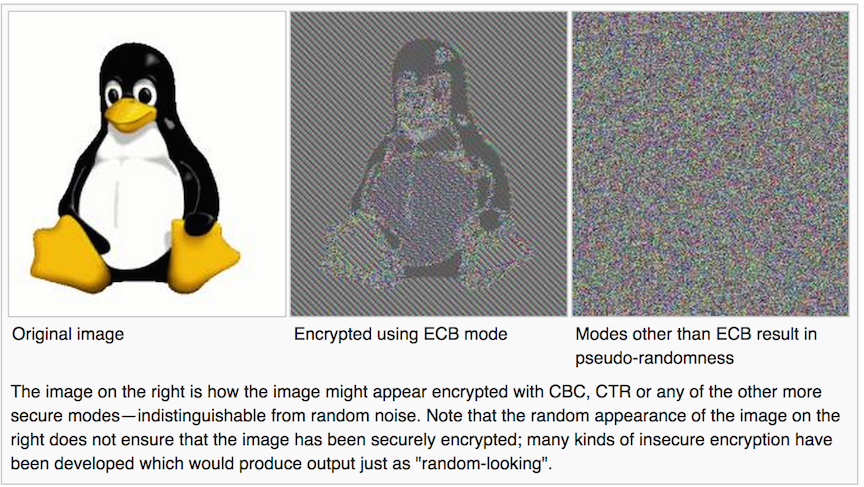 Original image
Encrypted using ECB mode
Modes other than ECB result in
pseudo-randomness
The image on the right is how the image might appear encrypted with CBC, CTR or any of the other more
secure modes—indistinguishable from random noise. Note that the random appearance of the image on the
right does not ensure that the image has been securely encrypted; many kinds of insecure encryption have
been developed which would produce output just as "random-looking".